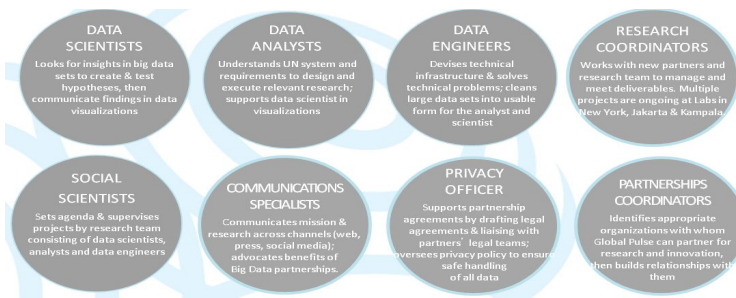 DATA
SCIENTISTS
Looks for insights in big data
sets to create & test
hypotheses, then
communicate findings in data
visualizations
DATA
ANALYSTS
Understands UN system and
requirements to design and
execute relevant research;
supports data scientist in
visualizations
DATA
ENGINEERS
Devises technical
infrastructure & solves
technical problems; cleans
large data sets into usable
form for the analyst and
scientist
RESEARCH
COORDINATORS
Works with new partners and
research team to manage and
meet deliverables. Multiple
projects are ongoing at Labs in
New York, Jakarta & Kampala.
SOCIAL
SCIENTISTS
Sets agenda & supervises
projects by research team
consisting of data scientists,
analysts and data engineers
COMMUNICATIONS
SPECIALISTS
Communicates mission &
research across channels (web,
press, social media);
advocates benefits of
Big Data partnerships.
PRIVACY
OFFICER
Supports partnership
agreements by drafting legal
agreements & liaising with
partners´ legal teams;
oversees privacy policy to ensure
safe handling
of all data
PARTNERSHIPS
COORDINATORS
Identifies appropriate
organizations with whom
Global Pulse can partner for
research and innovation,
then builds relationships with
them